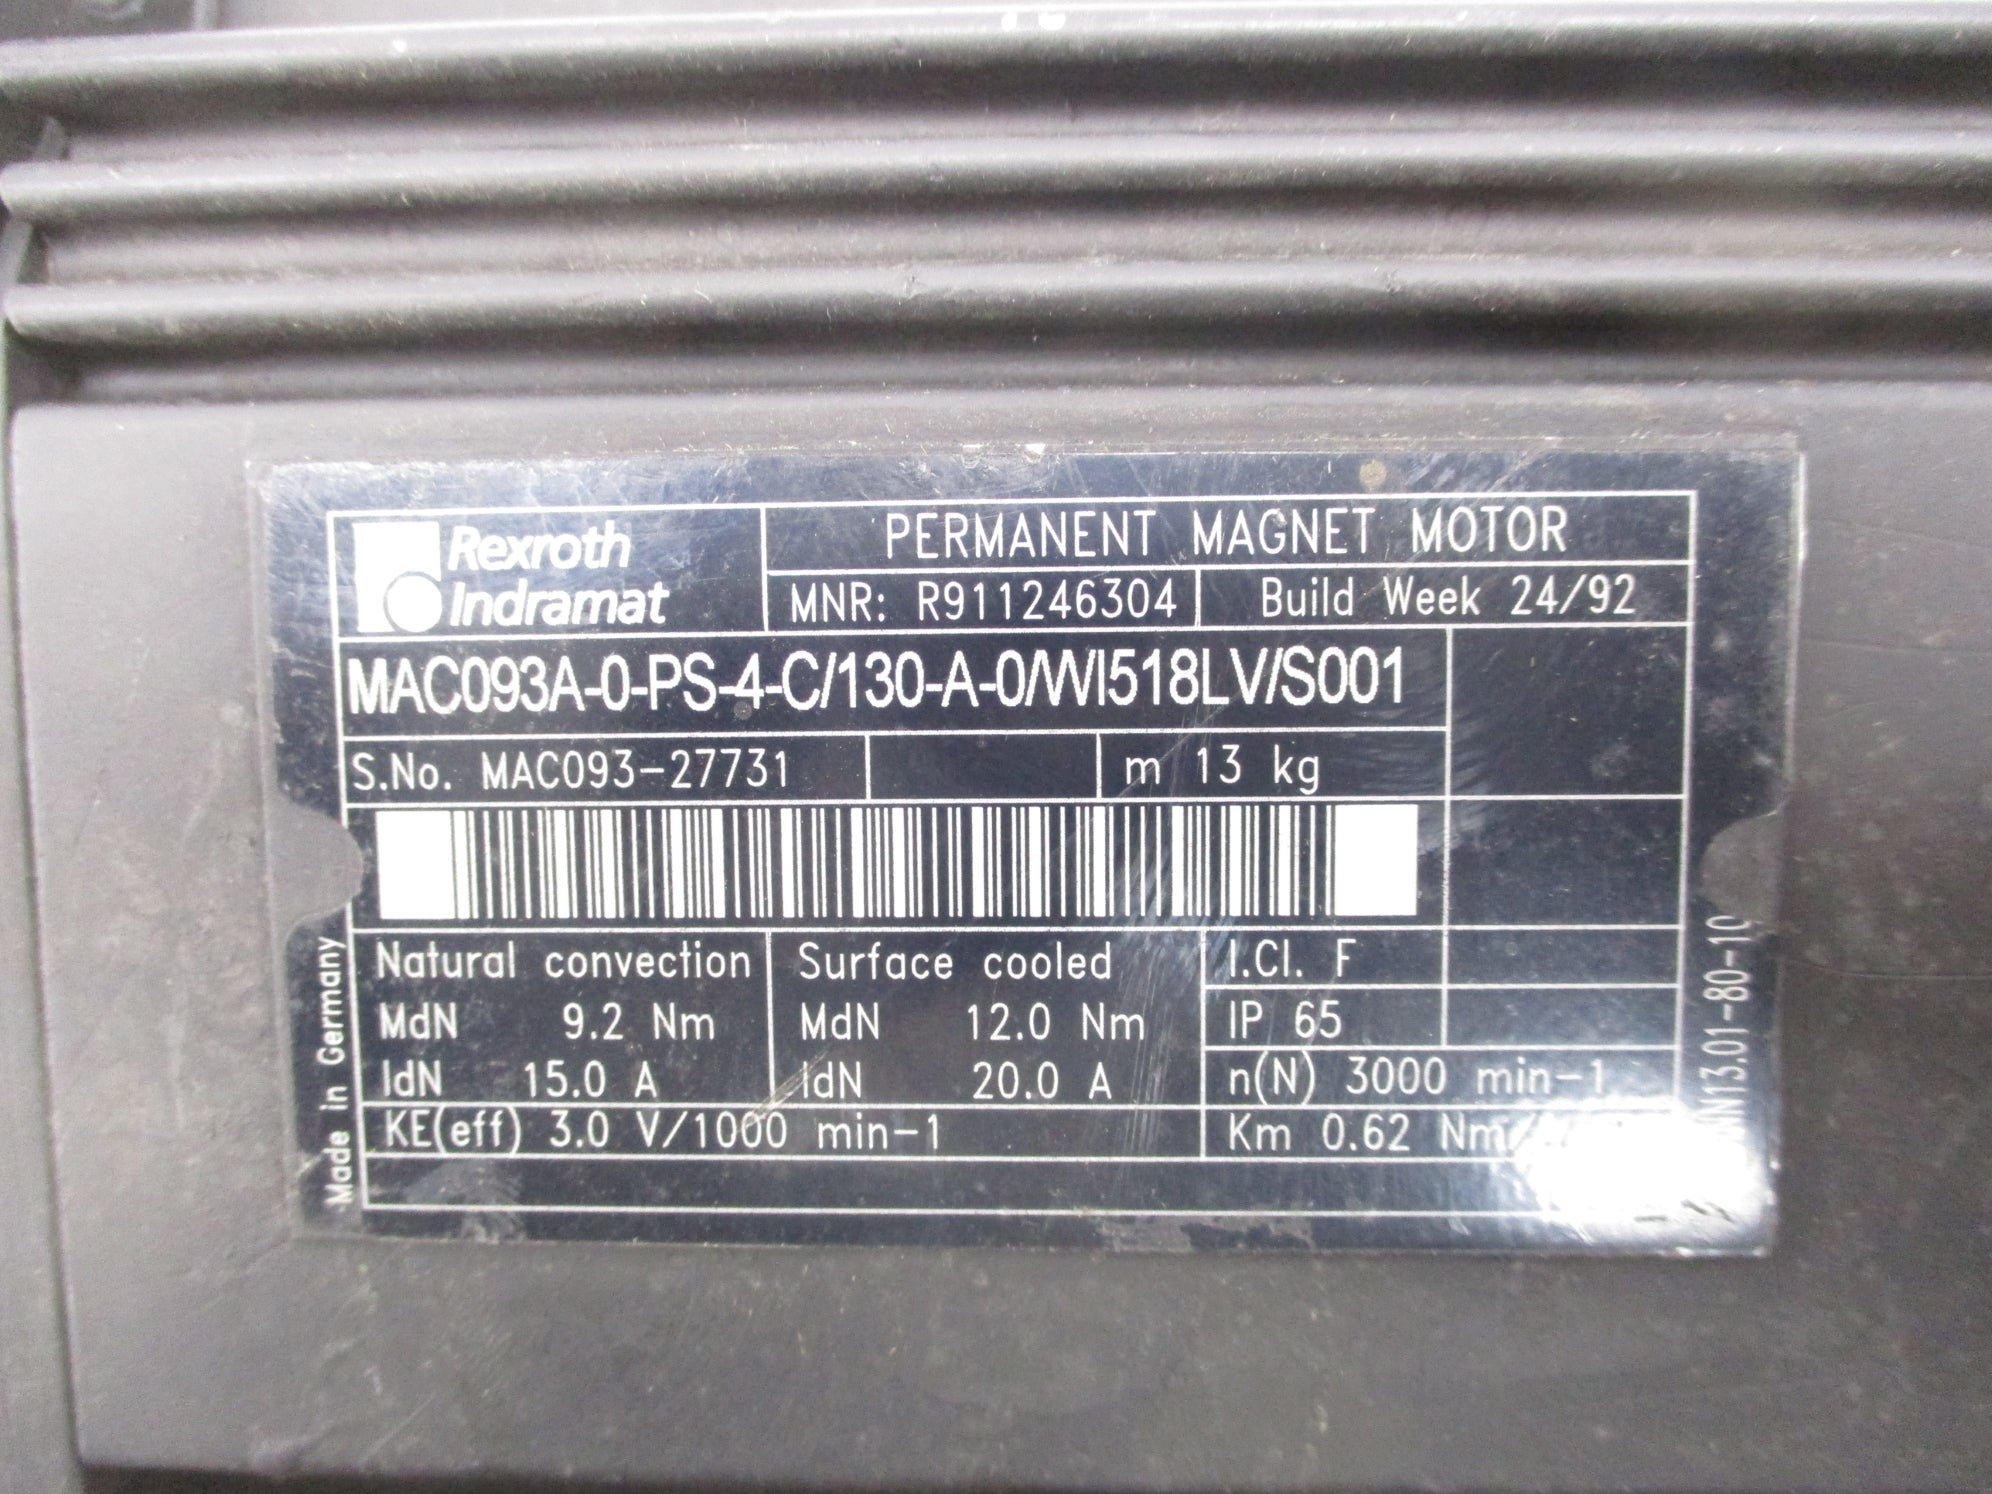 Rexroth
Indramat
PERMANENT MAGNET MOTOR
MNR: R911246304
Build Week 24/92
MAC093A-0-PS-4-C/130-A-0/WI518LV/S001
S.No. MAC093-27731
m 13 kg
Natural convection
MdN 9.2 Nm
IdN 15.0 A
Surface cooled
MdN 12.0 Nm
IdN 20.0 A
I.Cl. F
IP 65
n(N) 3000 min-1
KE(eff) 3.0 V/1000 min-1
Km 0.62 Nm
Made in Germany